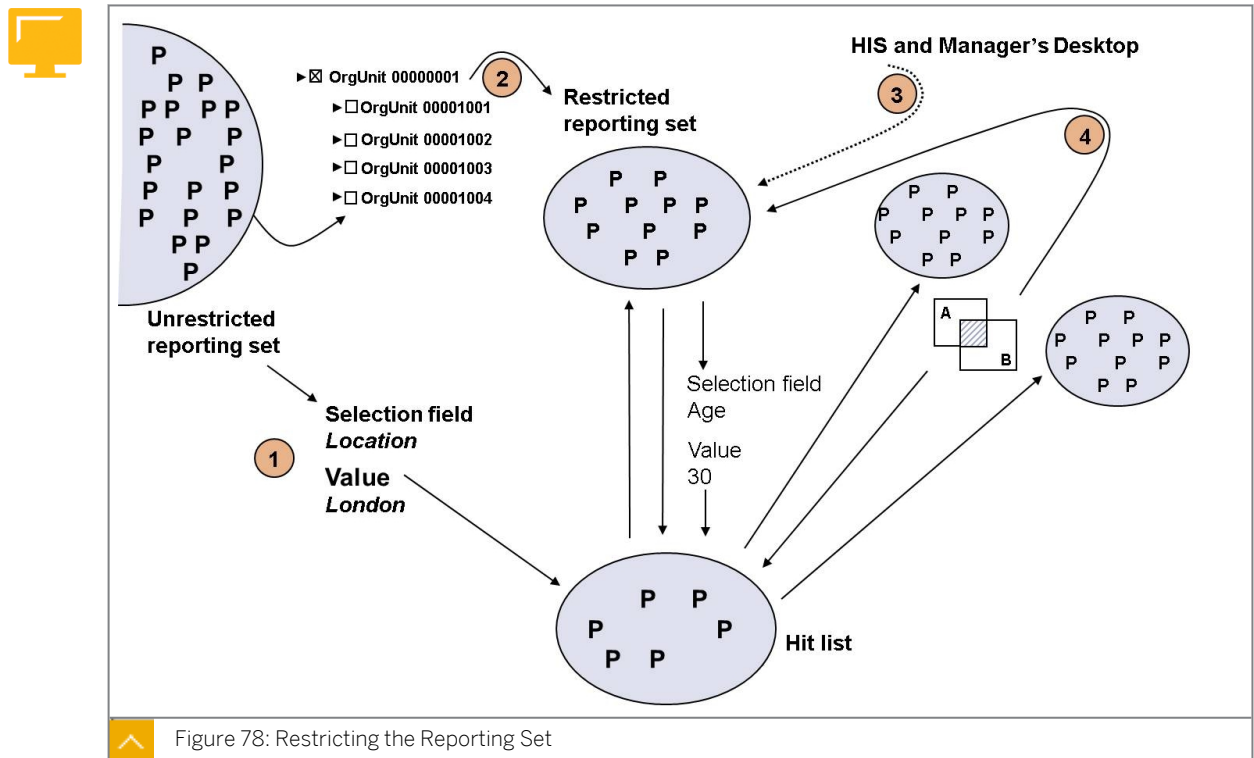 P
P P
P P P P
P P P
P P
P P P
P P P
P P
P
Unrestricted
reporting set
OrgUnit 00000001
OrgUnit 00001001
OrgUnit 00001002
OrgUnit 00001003
OrgUnit 00001004
2
Restricted
reporting set
P P
P P P P
P P P
P P
HIS and Manager's Desktop
3
4
P P
P P P P
P P P
P P
A
B
P P
P P P P
P P P
P P
1
Selection field
Location
Value
London
Selection field
Age
Value
30
P P
P P
P P
Hit list
Figure 78: Restricting the Reporting Set